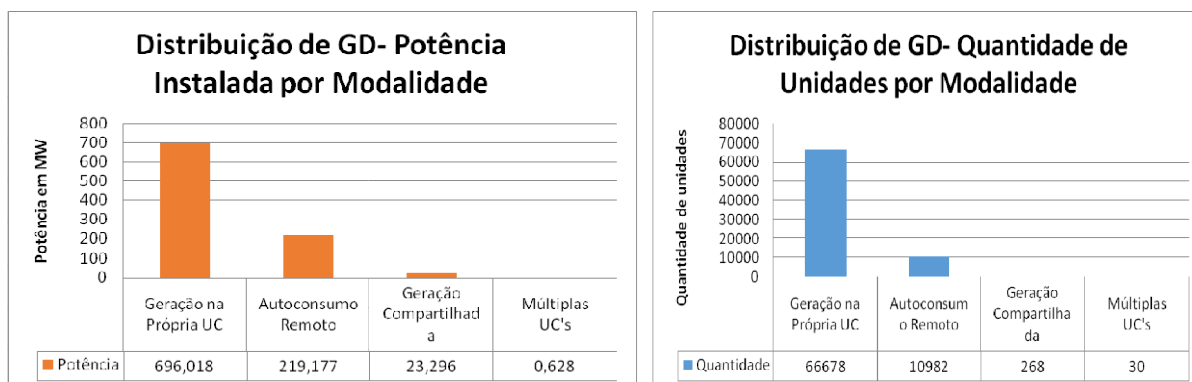 Distribuição de GD- Potência
Instalada por Modalidade
Potência em MW
800
700
600
500
400
300
200
100
0
Geração na
Própria UC
Autoconsumo
Remoto
Geração
Compartilhad
a
Múltiplas
UC's
Potência 696,018 219,177 23,296 0,628
Distribuição de GD- Quantidade de
Unidades por Modalidade
Quantidade de unidades
80000
70000
60000
50000
40000
30000
20000
10000
0
Geração na
Própria UC
Autoconsum
o Remoto
Geração
Compartilha
da
Múltiplas
UC's
Quantidade 66678 10982 268 30